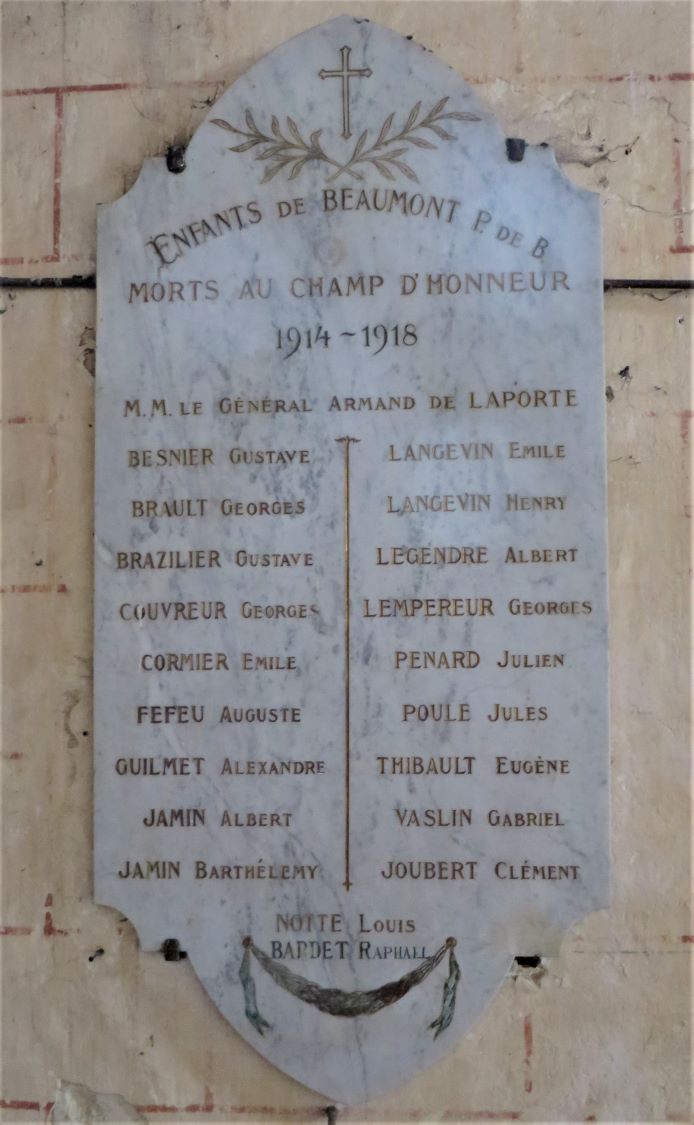 ENFANTS DE BEAUMONT P. DE B.
MORTS AU CHAMP D'HONNEUR
1914~1918
M.M. LE GÉNÉRAL ARMAND DE LAPORTE
BESNIER GUSTAVE
BRAULT GEORGES
BRAZILIER GUSTAVE
COUVREUR GEORGES
CORMIER EMILE
FEFEU AUGUSTE
GUILMET ALEXANDRE
JAMIN ALBERT
JAMIN BARTHÉLEMY
LANGEVIN EMILE
LANGEVIN HENRY
LEGENDRE ALBERT
LEMPEREUR GEORGES
PENARD JULIEN
POULE JULES
THIBAULT EUGÈNE
VASLIN GABRIEL
JOUBERT CLÉMENT
NOTTE LOUIS
BARDET RAPHAEL